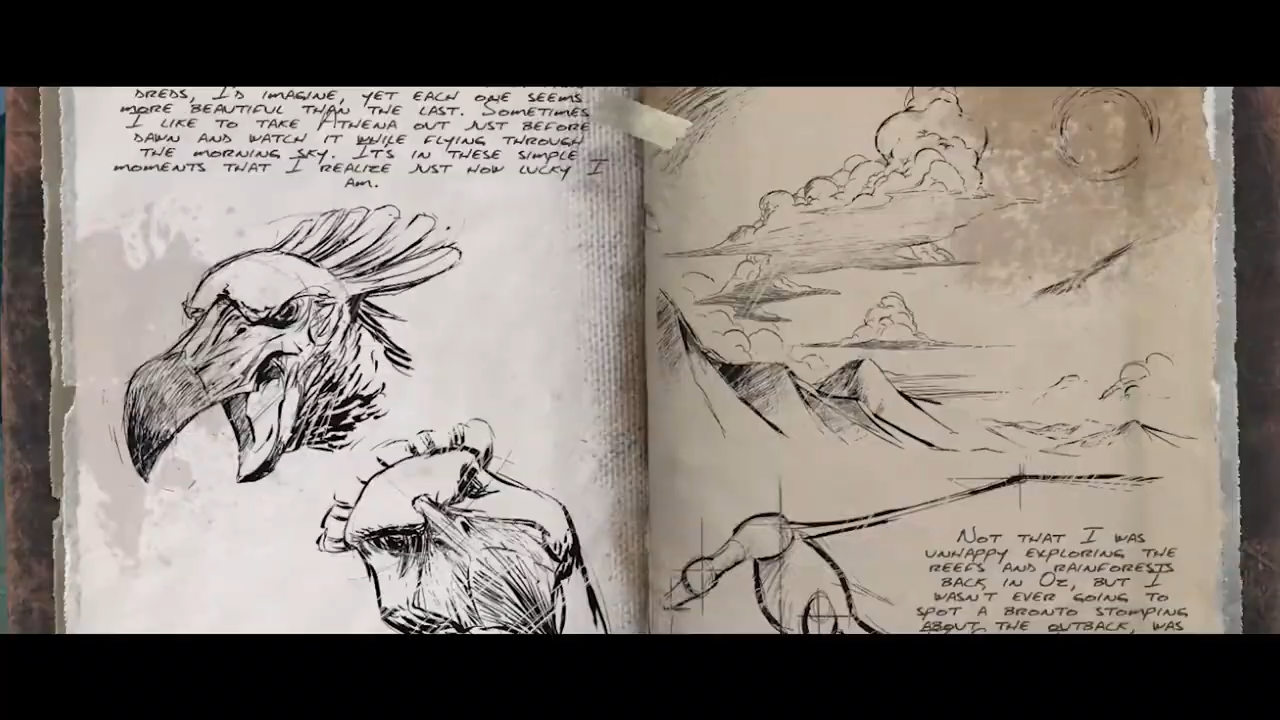 DREDS, I'D IMAGINE, YET EACH ONE SEEMS
MORE BEAUTIFUL THAN THE LAST. SOMETIMES
I LIKE TO TAKE ATHENA OUT JUST BEFORE
DAWN AND WATCH IT WHILE FLYING THROUGH
THE MORNING SKY. IT'S IN THESE SIMPLE
MOMENTS THAT I REALIZE JUST HOW LUCKY I
AM.
NOT THAT I WAS
UNHAPPY EXPLORING THE
REEFS AND RAINFORESTS
BACK IN OZ, BUT I
WASN'T EVER GOING TO
SPOT A BRONTO STOMPING
ABOUT THE OUTBACK, WAS